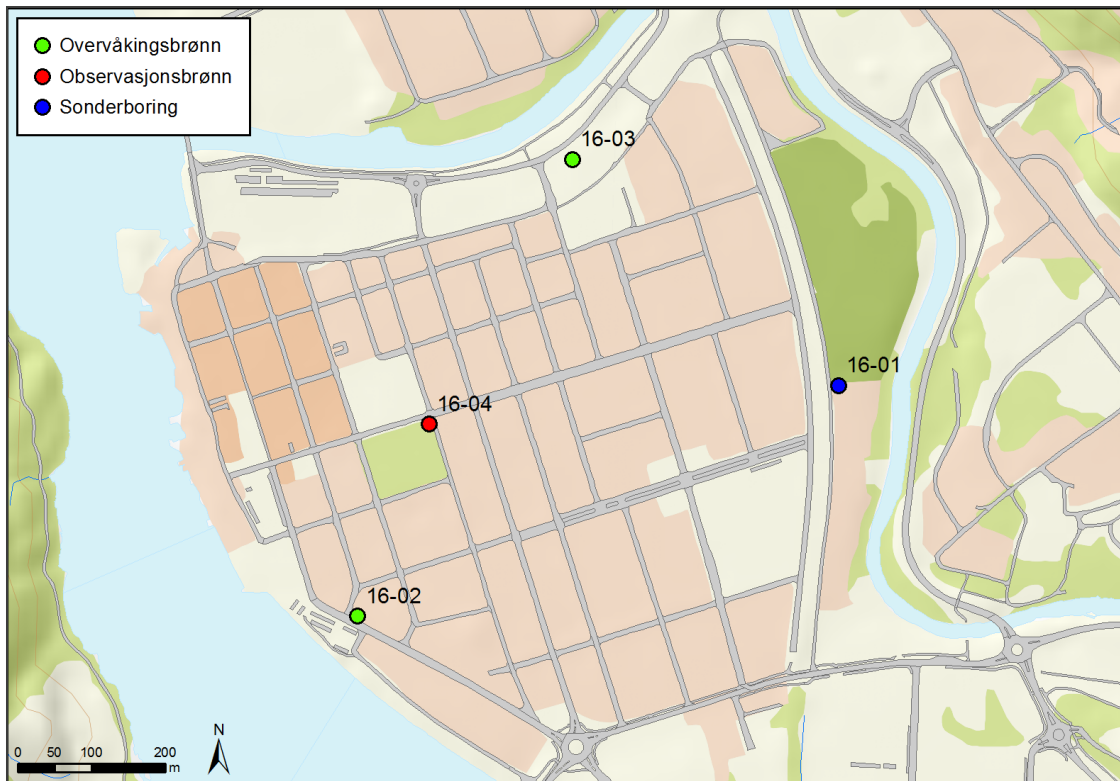 Overvåkingsbrønn
Observasjonsbrønn
Sonderboring
16-03
16-01
16-04
16-02
N
0 50 100 200
m